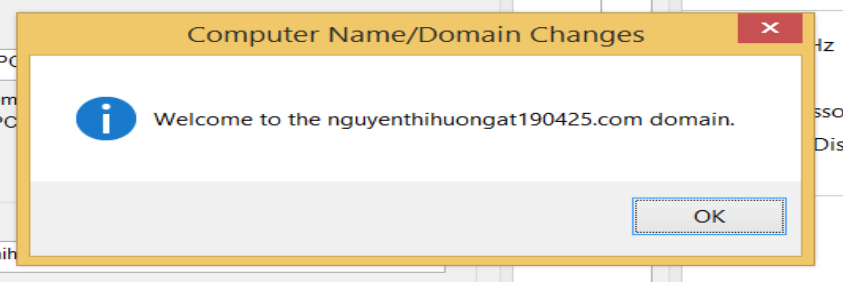 Computer Name/Domain Changes
Welcome to the nguyenthihuongat190425.com domain.
OK